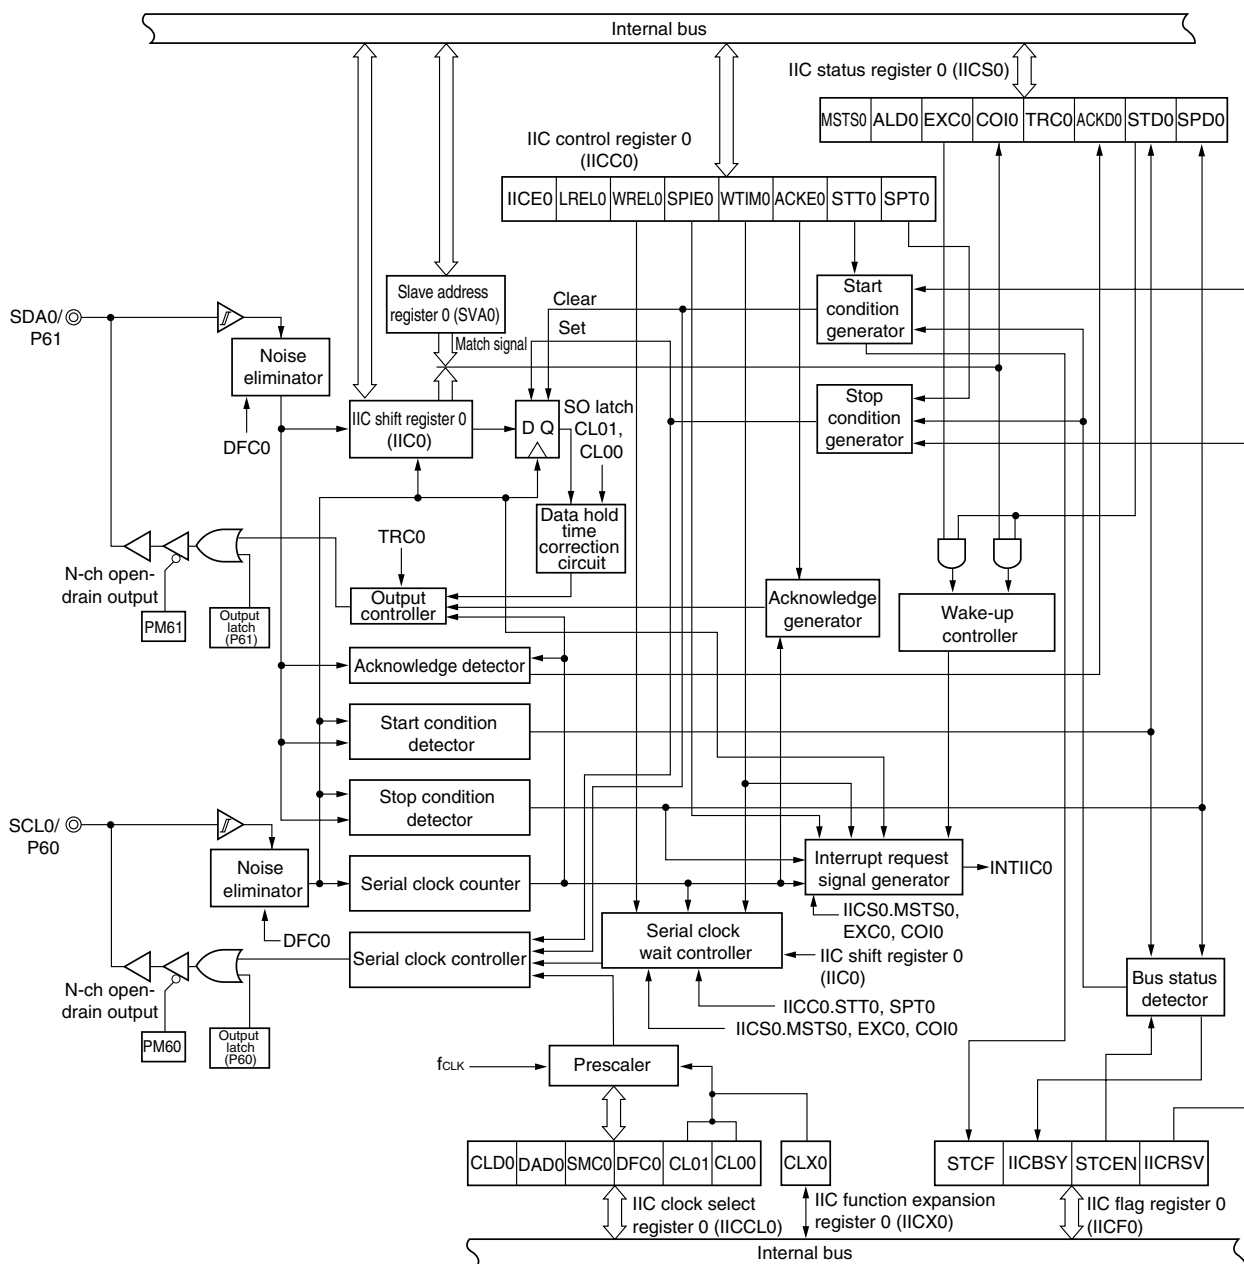 Internal bus
IIC status register 0 (IICS0)
MSTS0 ALD0 EXC0 COI0 TRC0 ACKD0 STD0 SPD0
IIC control register 0
(IICC0)
IICE0 LREL0 WREL0 SPIE0 WTIM0 ACKE0 STT0 SPT0
Slave address
register 0 (SVA0)
Clear
Set
Match signal
Start
condition
generator
SDA0/
P61
Noise
eliminator
DFC0
IIC shift register 0
(IIC0)
D Q
SO latch
CL01,
CL00
Stop
condition
generator
Data hold
time
correction
circuit
TRC0
N-ch open-
drain output
PM61
Output
latch
(P61)
Output
controller
Acknowledge
generator
Wake-up
controller
Acknowledge detector
Start condition
detector
Stop condition
detector
SCL0/
P60
Noise
eliminator
DFC0
Serial clock counter
Interrupt request
signal generator
INTIIC0
IICS0.MSTS0,
EXC0, COI0
Serial clock
wait controller
IIC shift register 0
(IIC0)
Serial clock controller
IICC0.STT0, SPT0
IICS0.MSTS0, EXC0, COI0
Bus status
detector
N-ch open-
drain output
PM60
Output
latch
(P60)
fCLK
Prescaler
CLD0 DAD0 SMC0 DFC0 CL01 CL00
CLX0
STCF IICBSY STCEN IICRSV
IIC clock select
register 0 (IICCL0)
IIC function expansion
register 0 (IICX0)
IIC flag register 0
(IICF0)
Internal bus